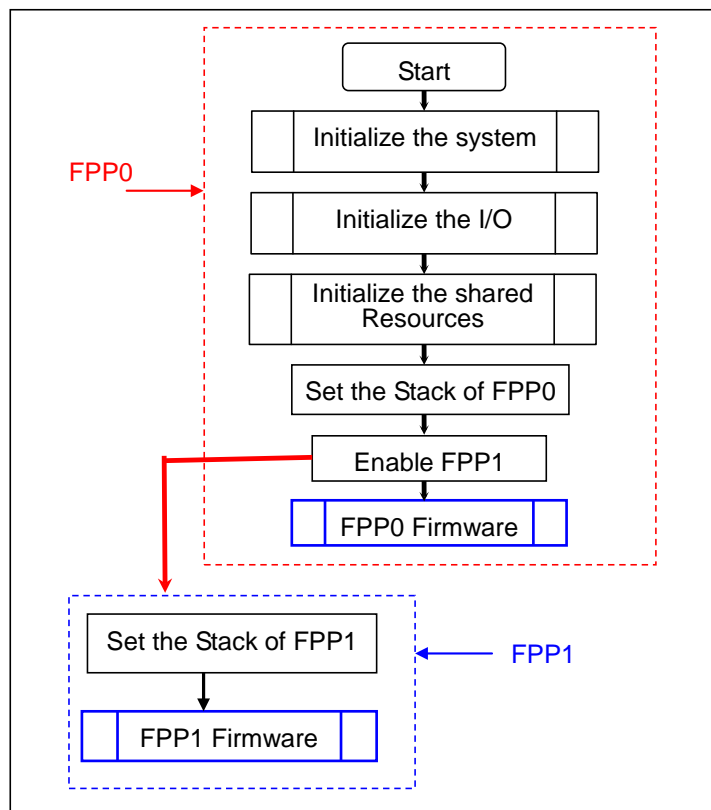 Start
Initialize the system
FPP0
Initialize the I/O
Initialize the shared
Resources
Set the Stack of FPP0
Enable FPP1
FPP0 Firmware
Set the Stack of FPP1
FPP1
FPP1 Firmware